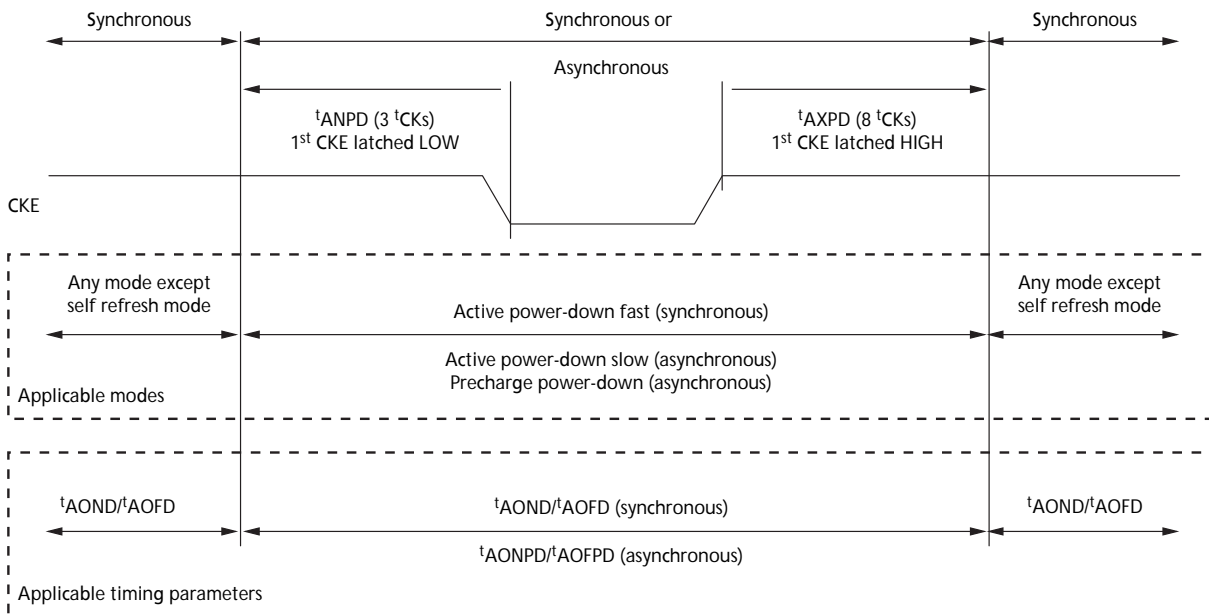 Synchronous
Synchronous or
Asynchronous
Synchronous
tANPD (3 tCKs)
1st CKE latched LOW
tAXPD (8 tCKs)
1st CKE latched HIGH
CKE
Any mode except
self refresh mode
Active power-down fast (synchronous)
Active power-down slow (asynchronous)
Precharge power-down (asynchronous)
Any mode except
self refresh mode
Applicable modes
tAOND/tAOFD
tAOND/tAOFD (synchronous)
tAONPD/tAOFPD (asynchronous)
tAOND/tAOFD
Applicable timing parameters